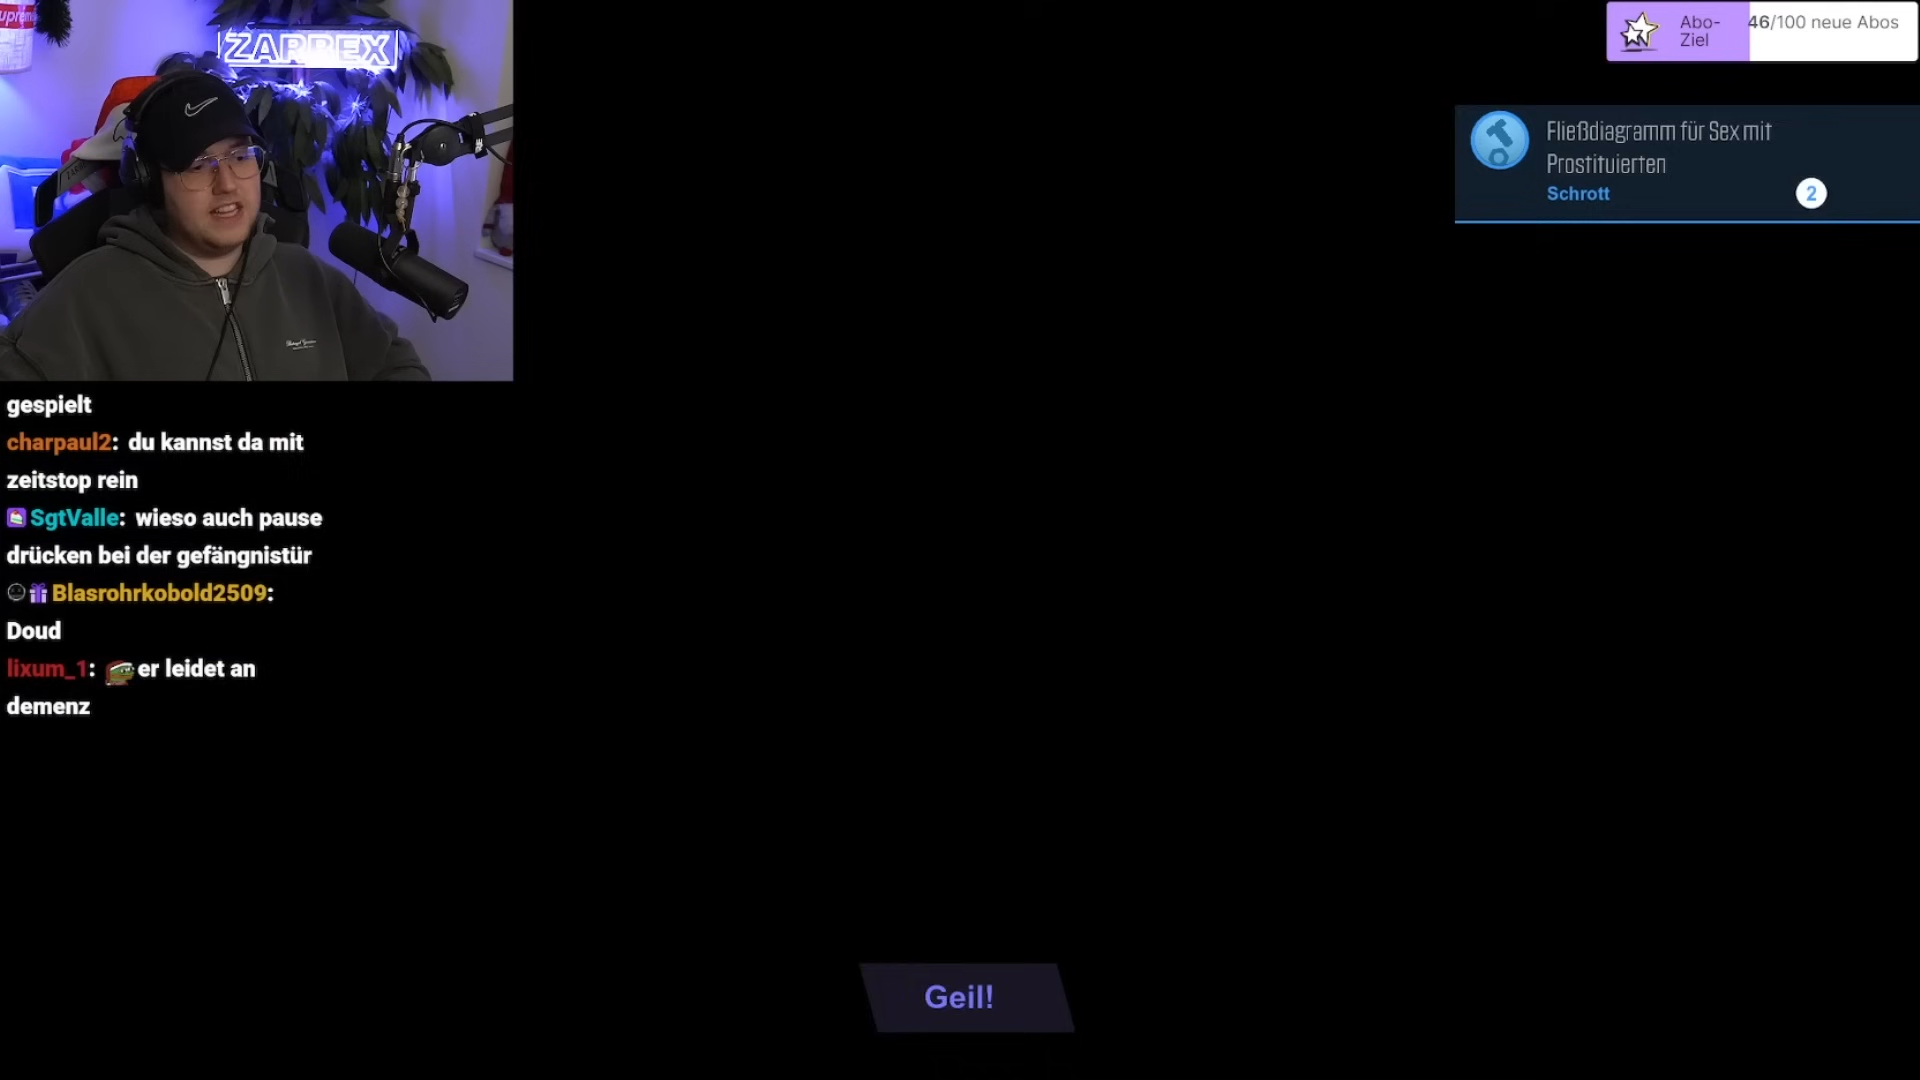 Suprem
ZARBEX
Abo-
Ziel
46/100 neue Abos
Fließdiagramm für Sex mit
Prostituierten
Schrott
2
gespielt
charpaul2: du kannst da mit
zeitstop rein
SgtValle: wieso auch pause
drücken bei der gefängnistür
Blasrohrkobold2509:
Doud
lixum_1: er leidet an
demenz
Geil!